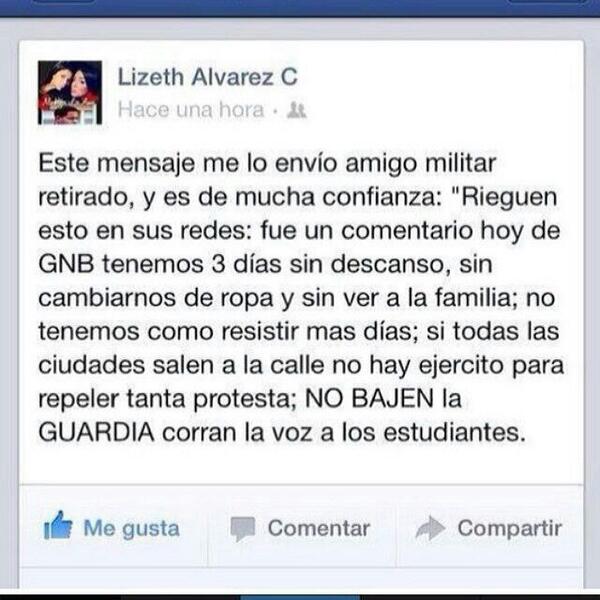 Lizeth Alvarez C
Hace una hora ·
Este mensaje me lo envío amigo militar
retirado, y es de mucha confianza: "Rieguen
esto en sus redes: fue un comentario hoy de
GNB tenemos 3 días sin descanso, sin
cambiarnos de ropa y sin ver a la familia; no
tenemos como resistir mas días; si todas las
ciudades salen a la calle no hay ejercito para
repeler tanta protesta; NO BAJEN la
GUARDIA corran la voz a los estudiantes.
Me gusta Comentar Compartir